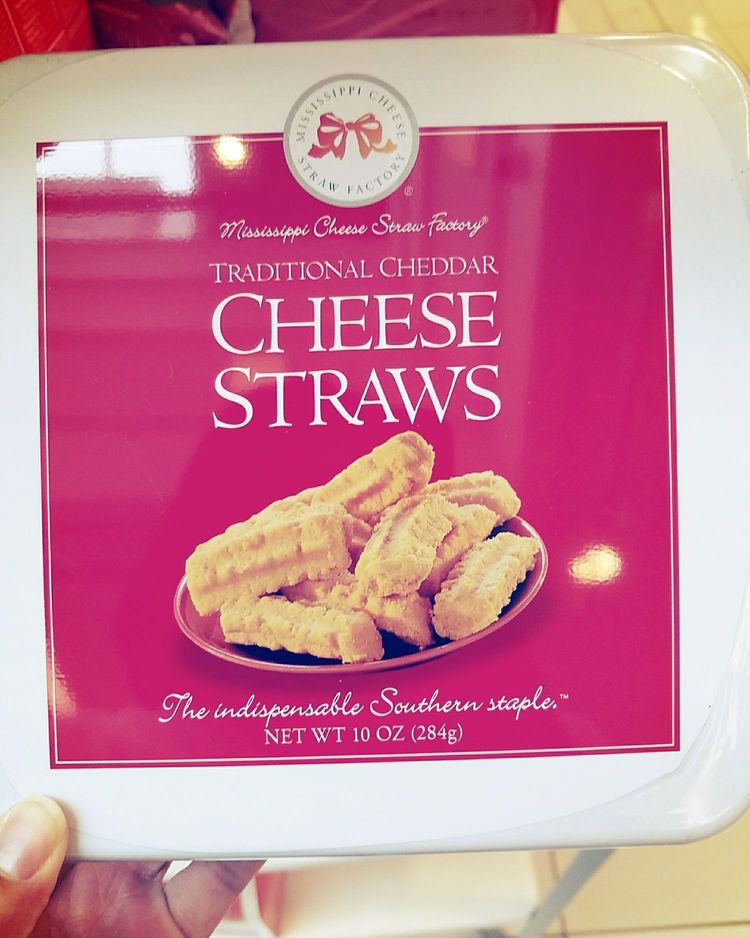 MISSISSIPPI CHEESE
STRAW FACTORY
®
Mississippi Cheese Straw Factory®
TRADITIONAL CHEDDAR
CHEESE
STRAWS
The indispensable Southern staple.™
NET WT 10 OZ (284g)